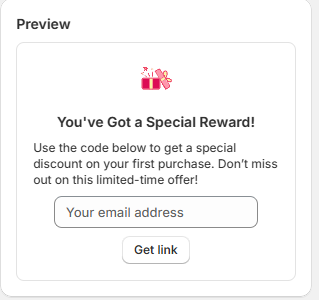 Preview
You've Got a Special Reward!
Use the code below to get a special
discount on your first purchase. Don’t miss
out on this limited-time offer!
Your email address
Get link